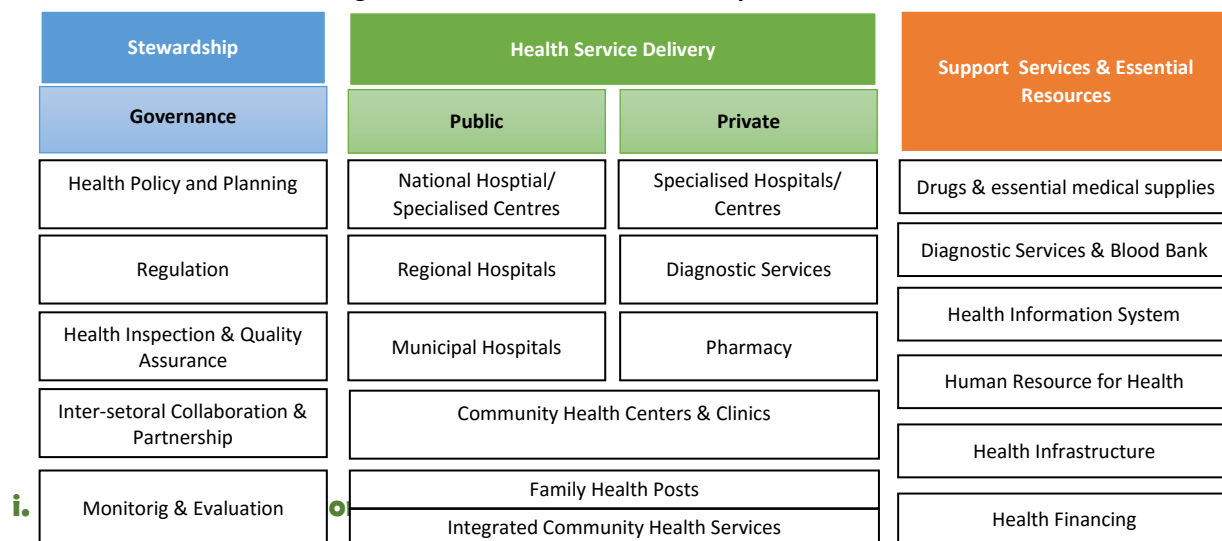 Stewardship
Health Service Delivery
Support Services & Essential
Resources
Governance
Public
Private
Health Policy and Planning
National Hosptial/
Specialised Centres
Specialised Hospitals/
Centres
Drugs & essential medical supplies
Regulation
Regional Hospitals
Diagnostic Services
Diagnostic Services & Blood Bank
Health Inspection & Quality
Assurance
Municipal Hospitals
Pharmacy
Health Information System
Human Resource for Health
Inter-setoral Collaboration &
Partnership
Community Health Centers & Clinics
Health Infrastructure
i.
Monitorig & Evaluation
Family Health Posts
Integrated Community Health Services
Health Financing